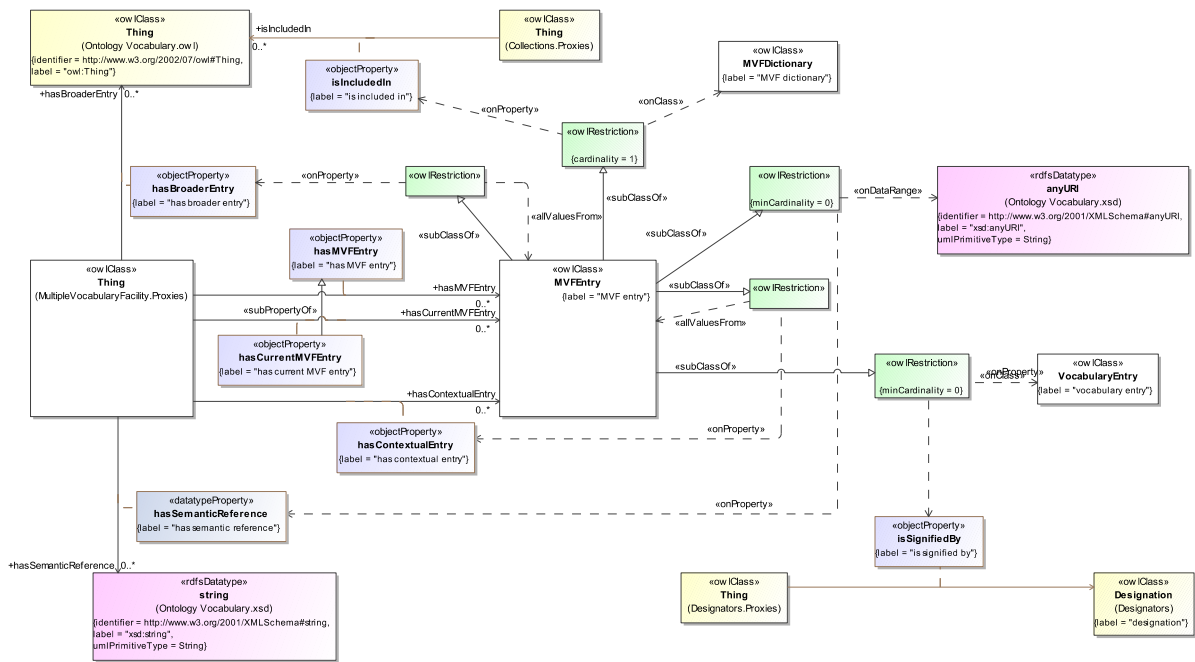 «owlClass»
Thing
(Ontology Vocabulary.owl)
{identifier = http://www.w3.org/2002/07/owl#Thing,
label = "owl:Thing"}
+isIncludedIn
0..*
«owlClass»
Thing
(Collections.Proxies)
«objectProperty»
isIncludedIn
{label = "is included in"}
«owlClass»
MVFDictionary
{label = "MVF dictionary"}
+hasBroaderEntry
0..*
«onProperty»
«onClass»
«owlRestriction»
{cardinality = 1}
«objectProperty»
hasBroaderEntry
{label = "has broader entry"}
«onProperty»
«owlRestriction»
«allValuesFrom»
«subClassOf»
«subClassOf»
«subClassOf»
«owlRestriction»
{minCardinality = 0}
«onDataRange»
«rdfsDatatype»
anyURI
(Ontology Vocabulary.xsd)
{identifier = http://www.w3.org/2001/XMLSchema#anyURI,
label = "xsd:anyURI",
umlPrimitiveType = String}
«objectProperty»
hasMVFEntry
{label = "has MVF entry"}
«owlClass»
Thing
(MultipleVocabularyFacility.Proxies)
«owlClass»
MVFEntry
{label = "MVF entry"}
+hasMVFEntry
0..*
«subPropertyOf»
+hasCurrentMVFEntry
0..*
«subClassOf»
«owlRestriction»
«allValuesFrom»
«objectProperty»
hasCurrentMVFEntry
{label = "has current MVF entry"}
«subClassOf»
«owlRestriction»
{minCardinality = 0}
«onProperty»
«onClass»
«owlClass»
VocabularyEntry
{label = "vocabulary entry"}
+hasContextualEntry
0..*
«objectProperty»
hasContextualEntry
{label = "has contextual entry"}
«onProperty»
«datatypeProperty»
hasSemanticReference
{label = "has semantic reference"}
«onProperty»
«objectProperty»
isSignifiedBy
{label = "is signified by"}
+hasSemanticReference
0..*
«rdfsDatatype»
string
(Ontology Vocabulary.xsd)
{identifier = http://www.w3.org/2001/XMLSchema#string,
label = "xsd:string",
umlPrimitiveType = String}
«owlClass»
Thing
(Designators.Proxies)
«owlClass»
Designation
(Designators)
{label = "designation"}